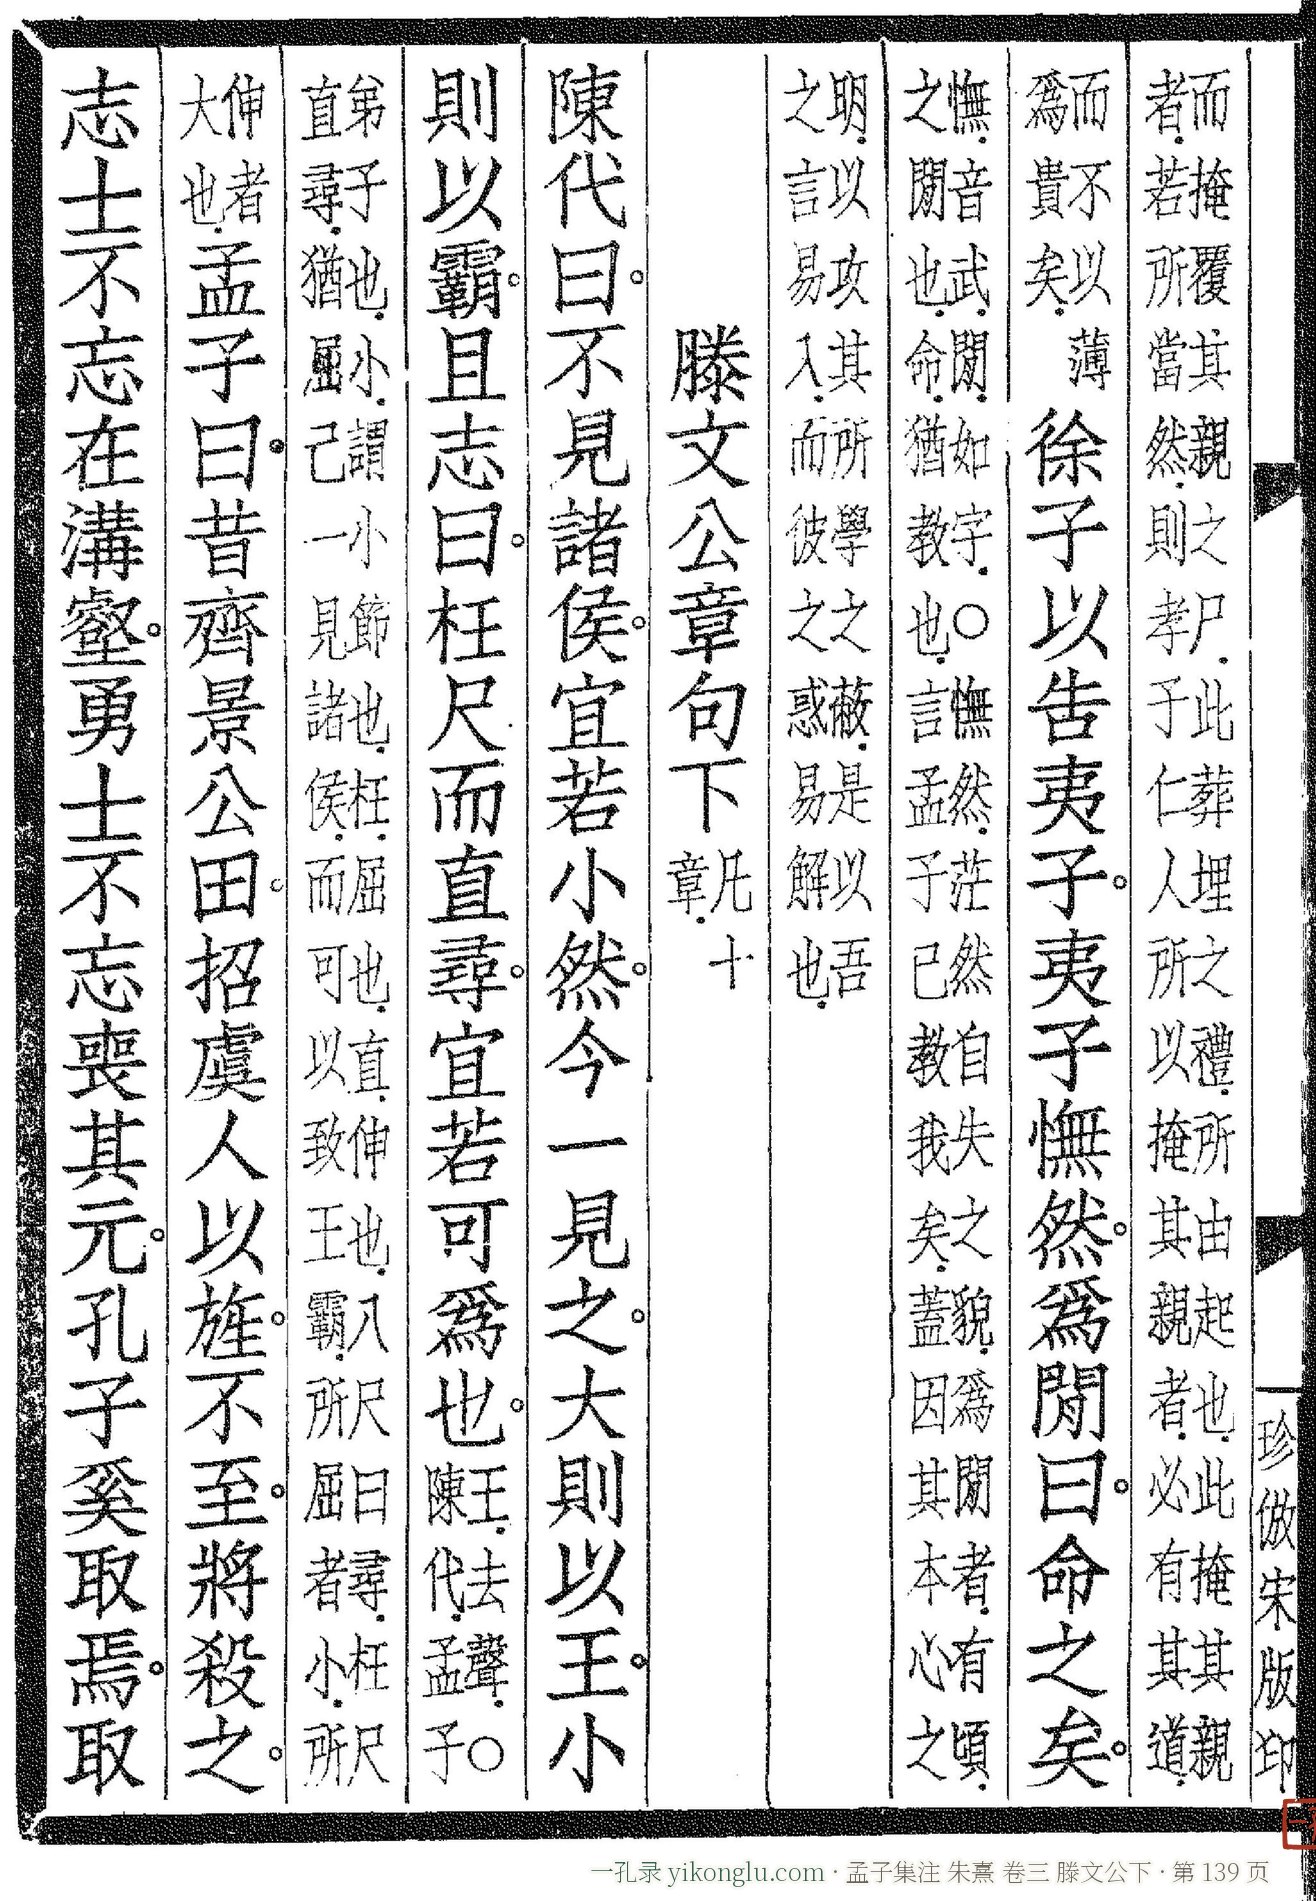 而掩覆其親之尸此葬埋之禮所由起也此掩其親
者若所當然則孝子仁人所以掩其親者必有其道
而不以薄
爲貴矣
徐子以告夷子夷子憮然爲閒曰命之矣
憮音武閒如字〇憮然茫然自失之貌爲閒者有頃
之閒也命猶教也言孟子已教我矣蓋因其本心之
明以攻其所學之蔽是以吾
之言易入而彼之惑易解也
滕文公章句下
凡十
章
陳代曰不見諸侯宜若小然今一見之大則以王小
則以霸且志曰枉尺而直尋宜若可爲也
王去聲〇
陳代孟子
弟子也小謂小節也枉屈也直伸也八尺曰尋枉尺
直尋猶屈己一見諸侯而可以致王霸所屈者小所
伸者
大也
孟子曰昔齊景公田招虞人以旌不至將殺之
志士不忘在溝壑勇士不忘喪其元孔子奚取焉取
珍倣宋版印
一孔录 yikonglu.com · 孟子集注 朱熹 卷三 滕文公下 · 第 139 页